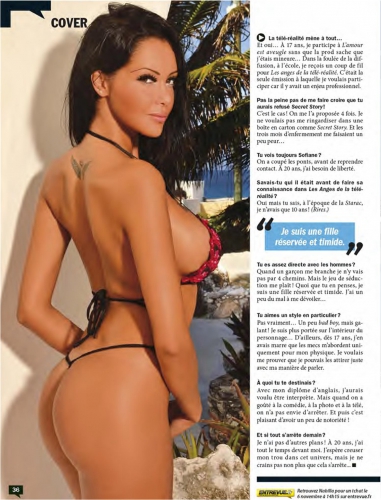 COVER
La télé-réalité mène à tout...
Et oui... À 17 ans, je participe à L'amour
est aveugle sans que la prod sache que
j'étais mineure... Dans la foulée de la dif-
fusion, à l'école, je reçois un coup de fil
pour Les anges de la télé-réalité. C'était la
seule émission à laquelle je voulais parti-
ciper car il y avait un enjeu professionnel.
Pas la peine pas de me faire croire que tu
aurais refusé Secret Story!
C'est le cas! On me l'a proposée 4 fois. Je
ne voulais pas me ringardiser dans une
boîte en carton comme Secret Story. Et les
trois mois d'enfermement me faisaient un
peu peur...
Tu vois toujours Sofiane?
On a coupé les ponts, avant de reprendre
contact. À 20 ans, j'ai besoin de liberté.
Savais-tu qui il était avant de faire sa
connaissance dans Les Anges de la télé-
réalité?
Oui mais tu sais, à l'époque de la Starac,
je n'avais que 10 ans! (Rires.)
“ Je suis une fille
réservée et timide. ”
Tu es assez directe avec les hommes?
Quand un garçon me branche je n'y vais
pas par 4 chemins. Mais le jeu de séduc-
tion me plaît! Quoi que tu en penses, je
suis une fille réservée et timide. J'ai un
peu du mal à me dévoiler...
Tu aimes un style en particulier?
Pas vraiment... Un peu bad boy, mais ga-
lant! Je suis plus portée sur l'intérieur du
personnage... D'ailleurs, dès 17 ans, j'en
avais marre que les mecs m'abordent uni-
quement pour mon physique. Je voulais
me prouver que je pouvais les attirer juste
avec ma manière de parler.
À quoi tu te destinais?
Avec mon diplôme d'anglais, j'aurais
voulu être interprète. Mais quand on a
goûté à la comédie, à la photo et à la télé,
on n'a pas envie d'arrêter. Et puis c'est
plaisant d'avoir un peu de notoriété!
Et si tout s'arrête demain?
Je n'ai pas d'autres plans! À 20 ans, j'ai
tout le temps devant moi. J'espère creuser
mon trou dans cet univers, mais je ne
crains pas non plus que cela s'arrête...
36
ENTREVUE.fr
Retrouvez Nabilla pour un tchat le
6 novembre à 14h15 sur entrevue.fr